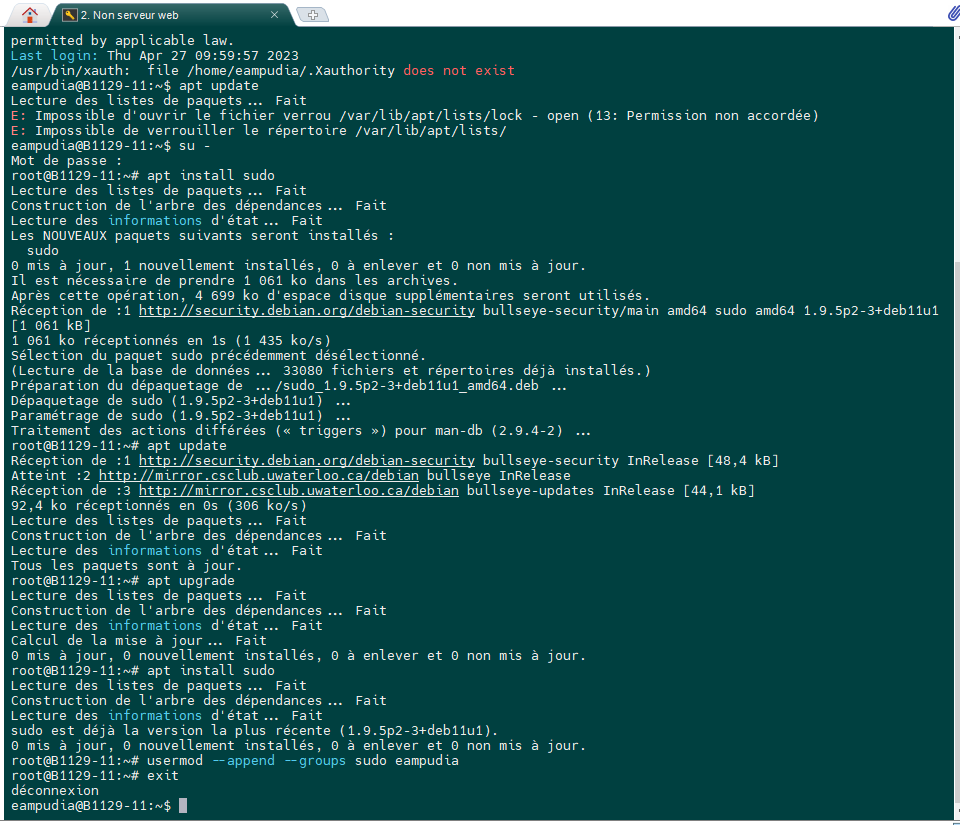 2. Non serveur web
permitted by applicable law.
Last login: Thu Apr 27 09:59:57 2023
/usr/bin/xauth:  file /home/eampudia/.Xauthority does not exist
eampudia@B1129-11:~$ apt update
Lecture des listes de paquets... Fait
E: Impossible d'ouvrir le fichier verrou /var/lib/apt/lists/lock - open (13: Permission non accordée)
E: Impossible de verrouiller le répertoire /var/lib/apt/lists/
eampudia@B1129-11:~$ su -
Mot de passe :
root@B1129-11:~# apt install sudo
Lecture des listes de paquets... Fait
Construction de l'arbre des dépendances... Fait
Lecture des informations d'état... Fait
Les NOUVEAUX paquets suivants seront installés :
  sudo
0 mis à jour, 1 nouvellement installés, 0 à enlever et 0 non mis à jour.
Il est nécessaire de prendre 1 061 ko dans les archives.
Après cette opération, 4 699 ko d'espace disque supplémentaires seront utilisés.
Réception de :1 http://security.debian.org/debian-security bullseye-security/main amd64 sudo amd64 1.9.5p2-3+deb11u1
[1 061 kB]
1 061 ko réceptionnés en 1s (1 435 ko/s)
Sélection du paquet sudo précédemment désélectionné.
(Lecture de la base de données... 33080 fichiers et répertoires déjà installés.)
Préparation du dépaquetage de .../sudo_1.9.5p2-3+deb11u1_amd64.deb ...
Dépaquetage de sudo (1.9.5p2-3+deb11u1) ...
Paramétrage de sudo (1.9.5p2-3+deb11u1) ...
Traitement des actions différées (« triggers ») pour man-db (2.9.4-2) ...
root@B1129-11:~# apt update
Réception de :1 http://security.debian.org/debian-security bullseye-security InRelease [48,4 kB]
Atteint :2 http://mirror.csclub.uwaterloo.ca/debian bullseye InRelease
Réception de :3 http://mirror.csclub.uwaterloo.ca/debian bullseye-updates InRelease [44,1 kB]
92,4 ko réceptionnés en 0s (306 ko/s)
Lecture des listes de paquets... Fait
Construction de l'arbre des dépendances... Fait
Lecture des informations d'état... Fait
Tous les paquets sont à jour.
root@B1129-11:~# apt upgrade
Lecture des listes de paquets... Fait
Construction de l'arbre des dépendances... Fait
Lecture des informations d'état... Fait
Calcul de la mise à jour... Fait
0 mis à jour, 0 nouvellement installés, 0 à enlever et 0 non mis à jour.
root@B1129-11:~# apt install sudo
Lecture des listes de paquets... Fait
Construction de l'arbre des dépendances... Fait
Lecture des informations d'état... Fait
sudo est déjà la version la plus récente (1.9.5p2-3+deb11u1).
0 mis à jour, 0 nouvellement installés, 0 à enlever et 0 non mis à jour.
root@B1129-11:~# usermod --append --groups sudo eampudia
root@B1129-11:~# exit
déconnexion
eampudia@B1129-11:~$